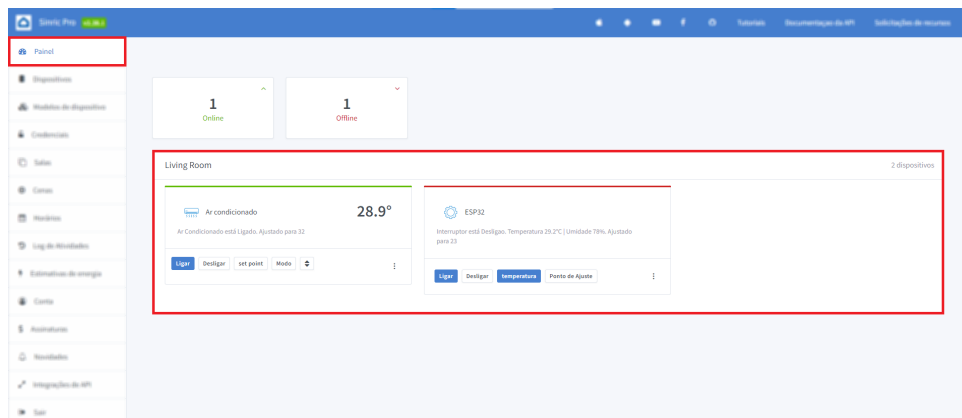 Sinric Pro
Tutoriais
Documentaçao da API
Solicitações de recursos
Painel
Dispositivos
Modelos de dispositivo
Credenciais
Salas
Cenas
Horários
Log de Atividades
Estimativas de energia
Conta
Assinaturas
Novidades
Integrações de API
Sair
1
Online
1
Offline
Living Room
2 dispositivos
Ar condicionado
28.9°
Ar Condicionado está Ligado. Ajustado para 32
Ligar Desligar set point Modo
ESP32
Interruptor está Desligao. Temperatura 29.2°C | Umidade 78%. Ajustado
para 23
Ligar Desligar temperatura Ponto de Ajuste